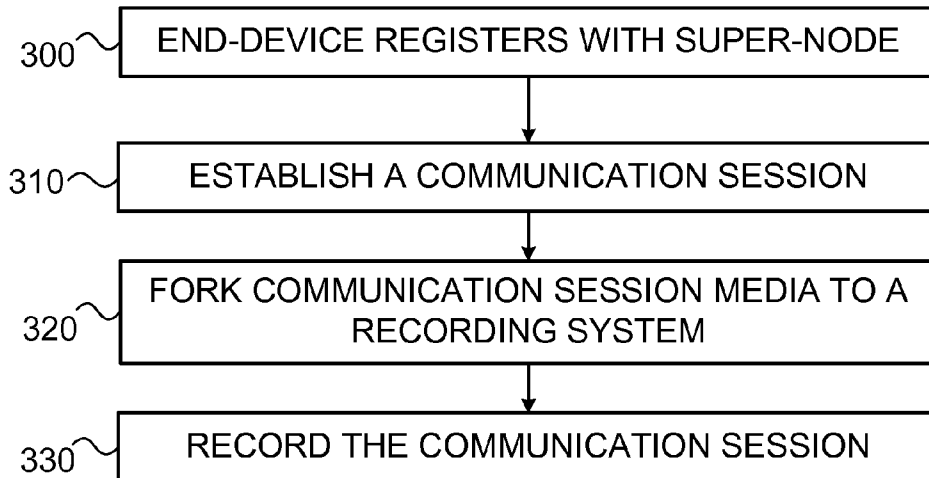 300
END-DEVICE REGISTERS WITH SUPER-NODE
310
ESTABLISH A COMMUNICATION SESSION
320
FORK COMMUNICATION SESSION MEDIA TO A
RECORDING SYSTEM
330
RECORD THE COMMUNICATION SESSION